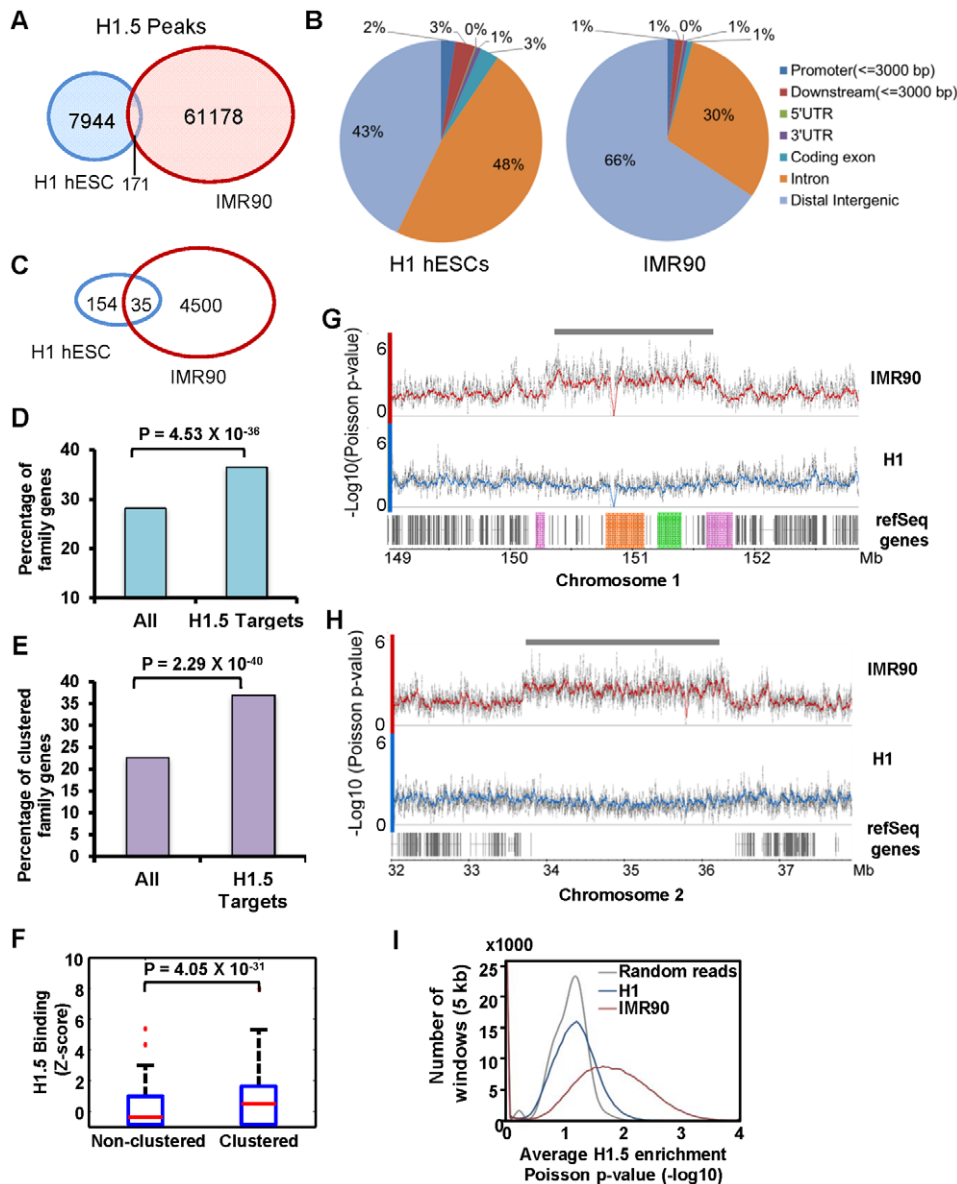 A
H1.5 Peaks
7944
61178
H1 hESC
171
IMR90
B
2%
3%
0%
1%
3%
43%
48%
H1 hESCs
1%
1%
0%
1%
1%
30%
66%
IMR90
Promoter(<=3000 bp)
Downstream(<=3000 bp)
5'UTR
3'UTR
Coding exon
Intron
Distal Intergenic
C
154
35
4500
H1 hESC
IMR90
D
P = 4.53 X 10-36
Percentage of
family genes
40
30
20
10
All
H1.5 Targets
E
P = 2.29 X 10-40
Percentage of clustered
family genes
40
35
30
25
20
15
10
5
0
All
H1.5
Targets
F
P = 4.05 X 10-31
H1.5 Binding
(Z-score)
10
8
6
4
2
0
Non-clustered
Clustered
G
-Log10(Poisson p-value)
6
0
IMR90
6
0
H1
refSeq
genes
149
150
151
152
Mb
Chromosome 1
H
-Log10 (Poisson p-value)
6
0
IMR90
6
0
H1
refSeq
genes
32
33
34
35
36
37
Mb
Chromosome 2
I
x1000
Number of
windows (5 kb)
25
20
15
10
5
0
Random reads
H1
IMR90
0
1
2
3
4
Average H1.5 enrichment
Poisson p-value (-log10)